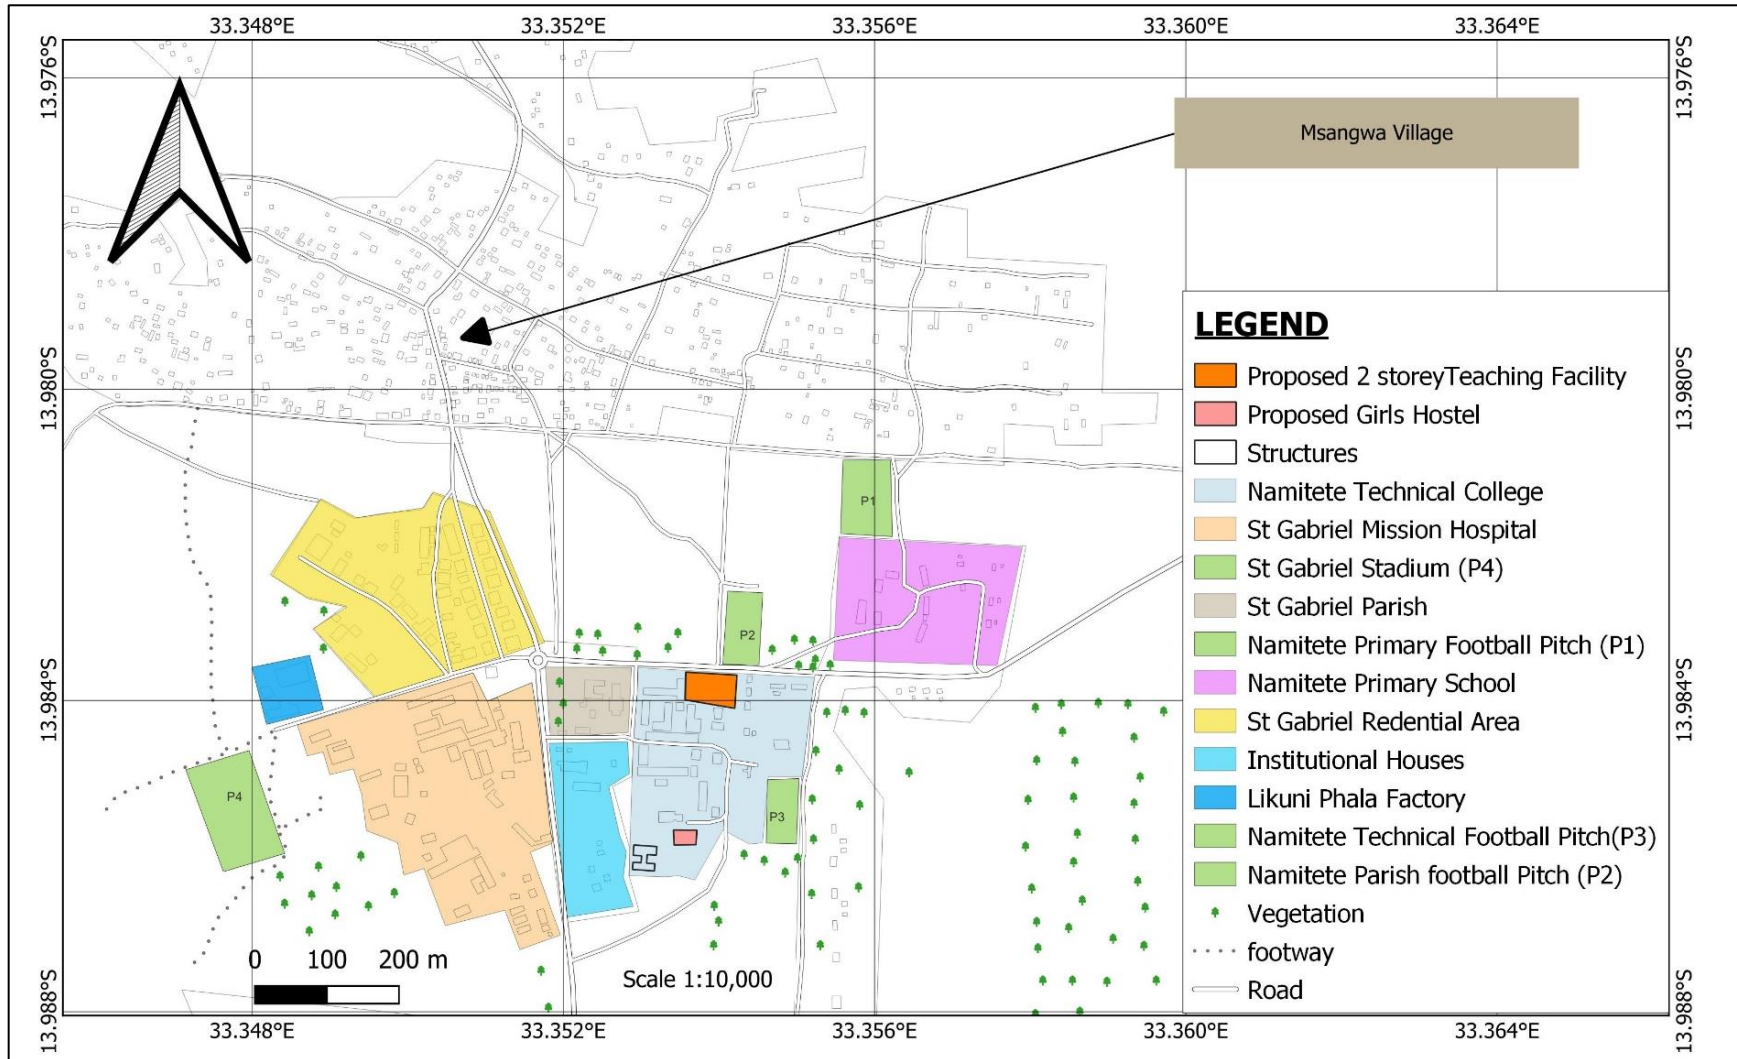 33.348°E 33.352°E 33.356°E 33.360°E 33.364°E
13.976°S 13.976°S
Msangwa Village
LEGEND
Proposed 2 storeyTeaching Facility
13.980°S 13.980°S
Proposed Girls Hostel
Structures
Namitete Technical College
P1
St Gabriel Mission Hospital
St Gabriel Stadium (P4)
St Gabriel Parish
P2
Namitete Primary Football Pitch (P1)
Namitete Primary School
13.984°S 13.984°S
St Gabriel Redential Area
Institutional Houses
P4
Likuni Phala Factory
P3
Namitete Technical Football Pitch(P3)
Namitete Parish football Pitch (P2)
Vegetation
footway
0 100 200 m
Scale 1:10,000
Road
13.988°S 13.988°S
33.348°E 33.352°E 33.356°E 33.360°E 33.364°E